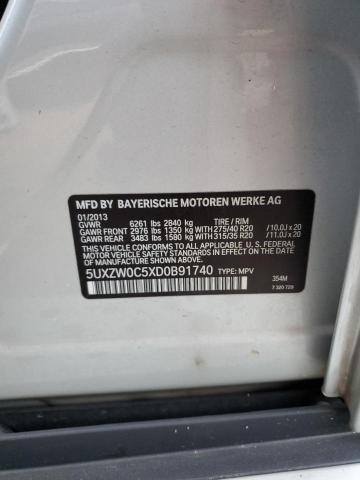 MFD BY BAYERISCHE MOTOREN WERKE AG
01/2013 TIRE / RIM
GVWR 6261 lbs 2840 kg
GAWR FRONT 2976 lbs 1350 kg WITH 275/40 R20 / 10.0J x 20
GAWR REAR 3483 lbs 1580 kg WITH 315/35 R20 / 11.0J x 20
THIS VEHICLE CONFORMS TO ALL APPLICABLE U. S. FEDERAL
MOTOR VEHICLE SAFETY STANDARDS IN EFFECT ON THE
DATE OF MANUFACTURE SHOWN ABOVE.
5UXZW0C5XD0B91740 TYPE: MPV
354M
7 320 729